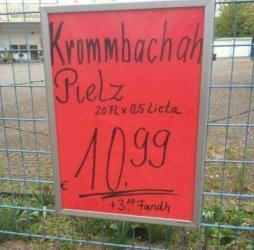 Krommbachah
Pielz
20 Fl x 0,5 Lieta
€ 10.99
+3.10 Fandh